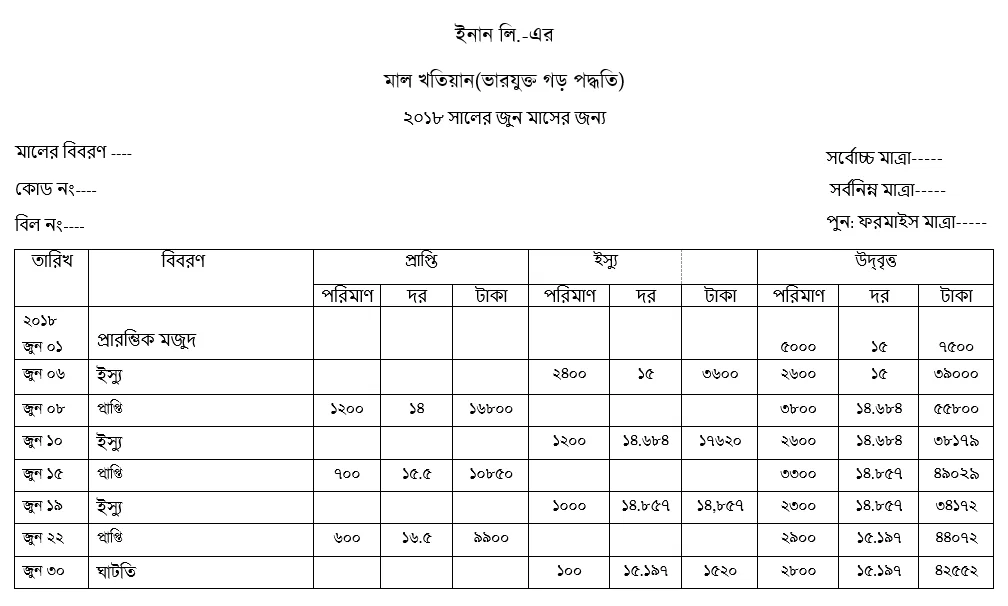 ইনান লি.-এর
মাল খতিয়ান(ভারযুক্ত গড় পদ্ধতি)
২০১৮ সালের জুন মাসের জন্য
মালের বিবরণ ----
সর্বোচ্চ মাত্রা-----
কোড নং----
সর্বনিম্ন মাত্রা-----
বিল নং----
পুন: ফরমাইস মাত্রা-----
তারিখ বিবরণ প্রাপ্তি ইস্যু উদ্‌বৃত্ত
পরিমাণ দর টাকা পরিমাণ দর টাকা পরিমাণ দর টাকা
২০১৮
জুন ০১ প্রারম্ভিক মজুদ ৫০০০ ১৫ ৭৫০০
জুন ০৬ ইস্যু ২৪০০ ১৫ ৩৬০০ ২৬০০ ১৫ ৩৯০০০
জুন ০৮ প্রাপ্তি ১২০০ ১৪ ১৬৮০০ ৩৮০০ ১৪.৬৮৪ ৫৫৮০০
জুন ১০ ইস্যু ১২০০ ১৪.৬৮৪ ১৭৬২০ ২৬০০ ১৪.৬৮৪ ৩৮১৭৯
জুন ১৫ প্রাপ্তি ৭০০ ১৫.৫ ১০৮৫০ ৩৩০০ ১৪.৮৫৭ ৪৯০২৯
জুন ১৯ ইস্যু ১০০০ ১৪.৮৫৭ ১৪,৮৫৭ ২৩০০ ১৪.৮৫৭ ৩৪১৭২
জুন ২২ প্রাপ্তি ৬০০ ১৬.৫ ৯৯০০ ২৯০০ ১৫.১৯৭ ৪৪০৭২
জুন ৩০ ঘাটতি ১০০ ১৫.১৯৭ ১৫২০ ২৮০০ ১৫.১৯৭ ৪২৫৫২